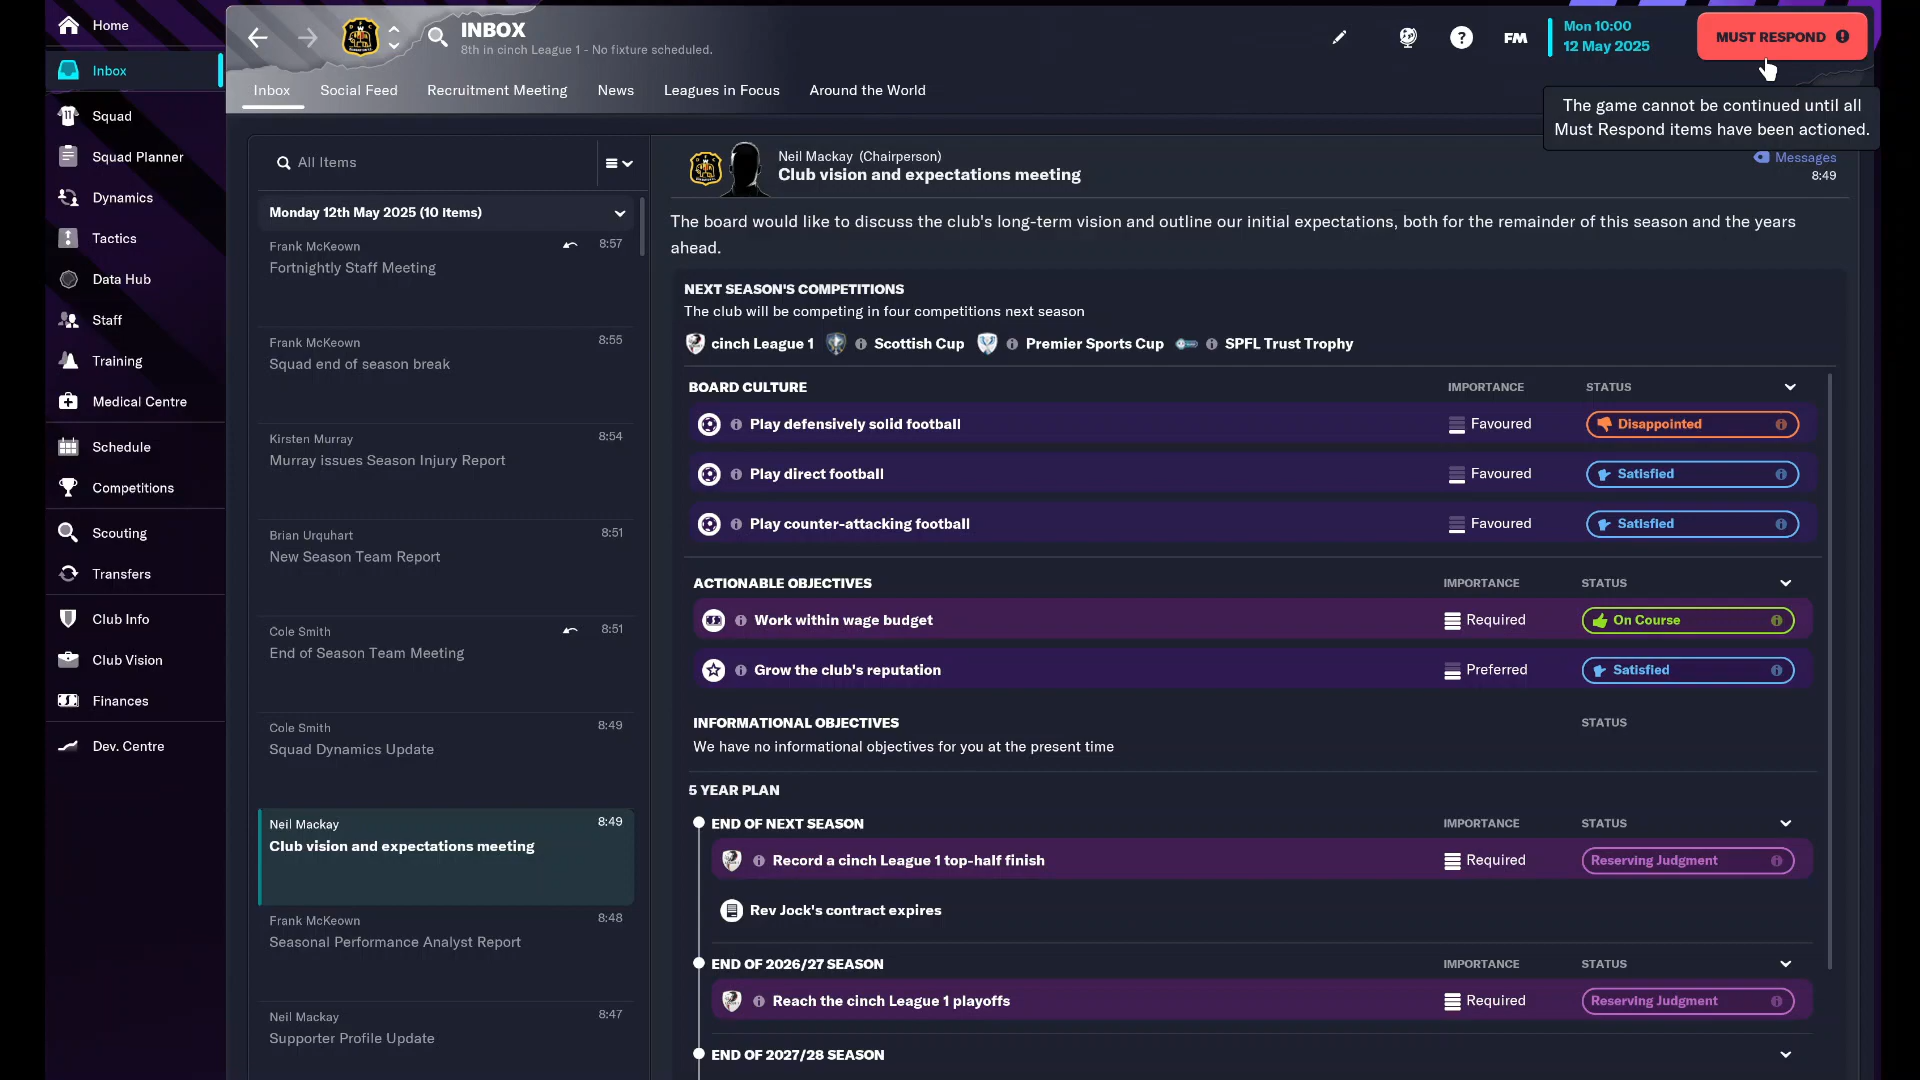 Home
Inbox
Squad
Squad Planner
Dynamics
Tactics
Data Hub
Staff
Training
Medical Centre
Schedule
Competitions
Scouting
Transfers
Club Info
Club Vision
Finances
Dev. Centre
INBOX
8th in cinch League 1 - No fixture scheduled.
FM
Mon 10:00
12 May 2025
MUST RESPOND
The game cannot be continued until all
Must Respond items have been actioned.
Inbox Social Feed Recruitment Meeting News Leagues in Focus Around the World
All Items
Monday 12th May 2025 (10 Items)
Frank McKeown 8:57
Fortnightly Staff Meeting
Frank McKeown 8:55
Squad end of season break
Kirsten Murray 8:54
Murray issues Season Injury Report
Brian Urquhart 8:51
New Season Team Report
Cole Smith 8:51
End of Season Team Meeting
Cole Smith 8:49
Squad Dynamics Update
Neil Mackay 8:49
Club vision and expectations meeting
Frank McKeown 8:48
Seasonal Performance Analyst Report
Neil Mackay 8:47
Supporter Profile Update
Neil Mackay (Chairperson) Messages
Club vision and expectations meeting 8:49
The board would like to discuss the club's long-term vision and outline our initial expectations, both for the remainder of this season and the years
ahead.
NEXT SEASON'S COMPETITIONS
The club will be competing in four competitions next season
cinch League 1 Scottish Cup Premier Sports Cup SPFL Trust Trophy
BOARD CULTURE IMPORTANCE STATUS
Play defensively solid football Favoured Disappointed
Play direct football Favoured Satisfied
Play counter-attacking football Favoured Satisfied
ACTIONABLE OBJECTIVES IMPORTANCE STATUS
Work within wage budget Required On Course
Grow the club's reputation Preferred Satisfied
INFORMATIONAL OBJECTIVES STATUS
We have no informational objectives for you at the present time
5 YEAR PLAN
END OF NEXT SEASON IMPORTANCE STATUS
Record a cinch League 1 top-half finish Required Reserving Judgment
Rev Jock's contract expires
END OF 2026/27 SEASON IMPORTANCE STATUS
Reach the cinch League 1 playoffs Required Reserving Judgment
END OF 2027/28 SEASON